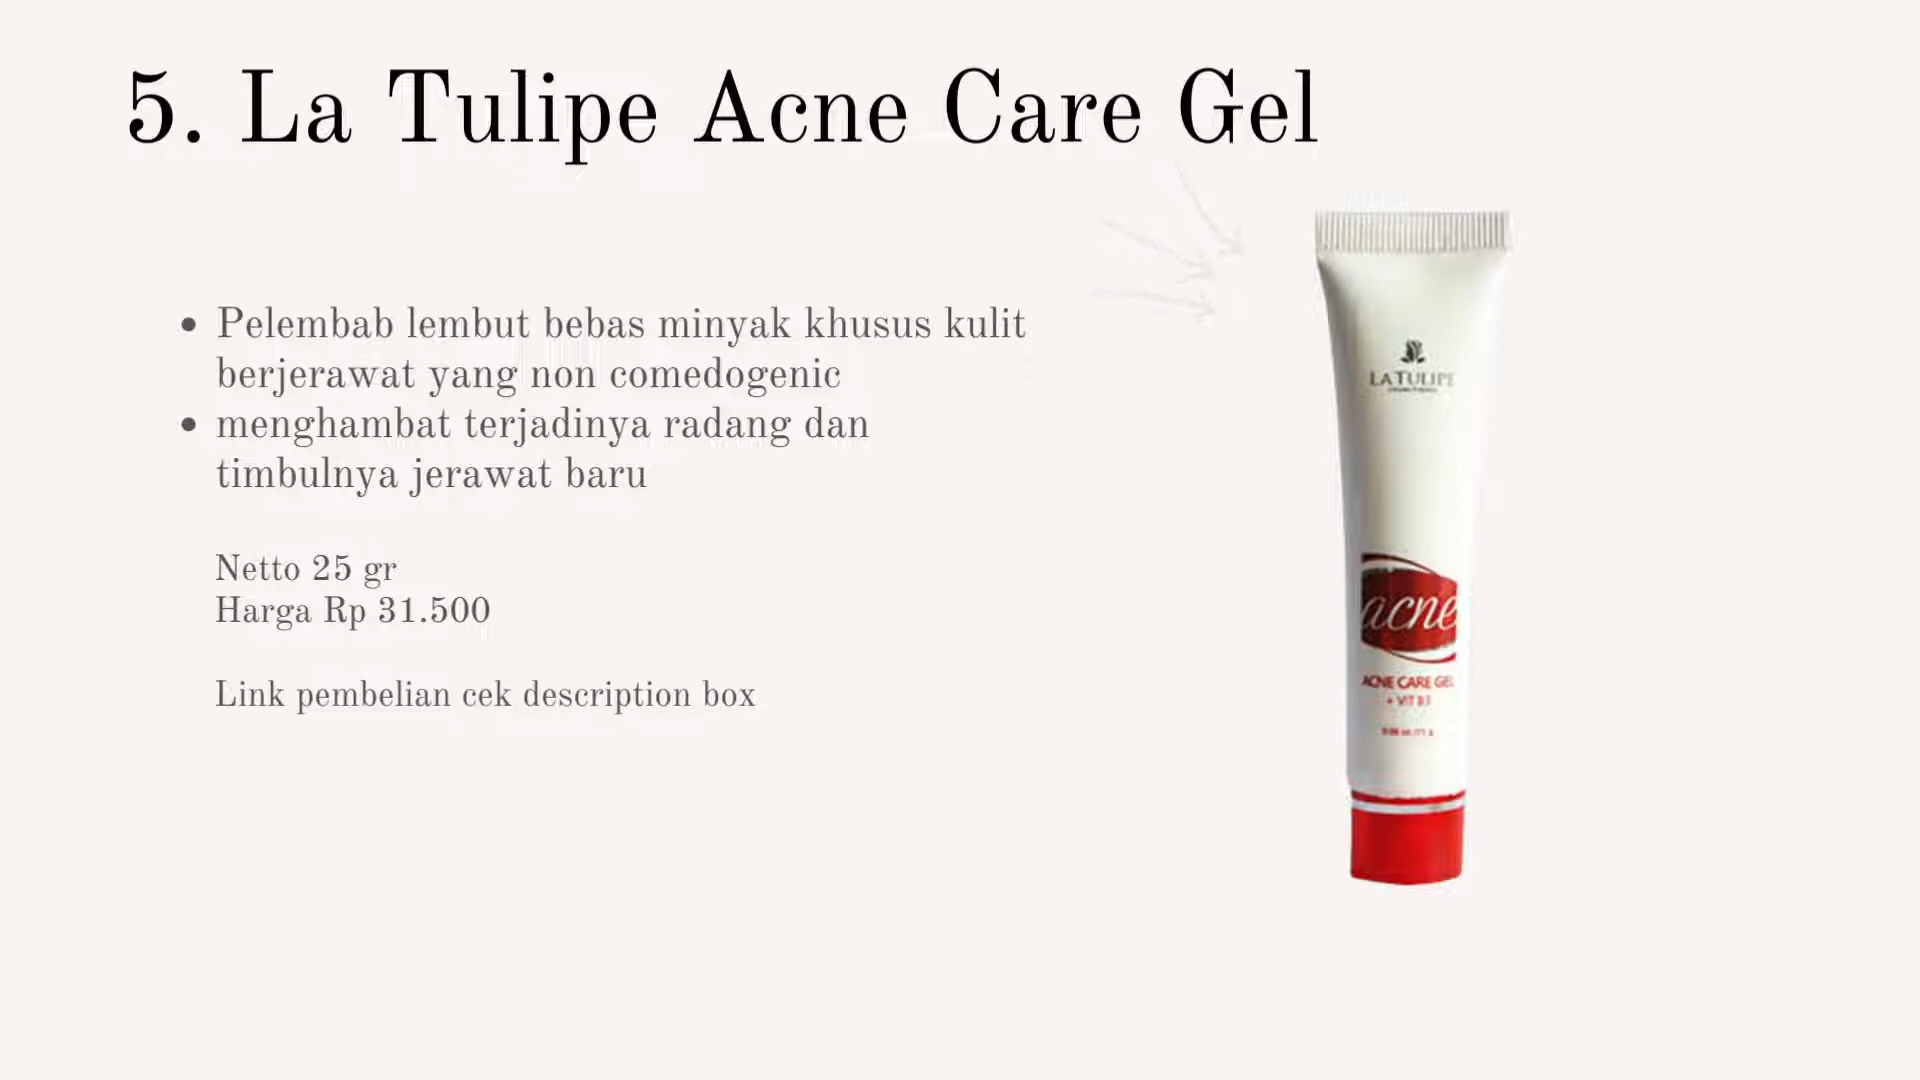 5. La Tulipe Acne Care Gel
Pelembab lembut bebas minyak khusus kulit
berjerawat yang non comedogenic
menghambat terjadinya radang dan
timbulnya jerawat baru
Netto 25 gr
Harga Rp 31.500
Link pembelian cek description box
LA TULIPE
acne
ACNE CARE GEL
+ VIT B3